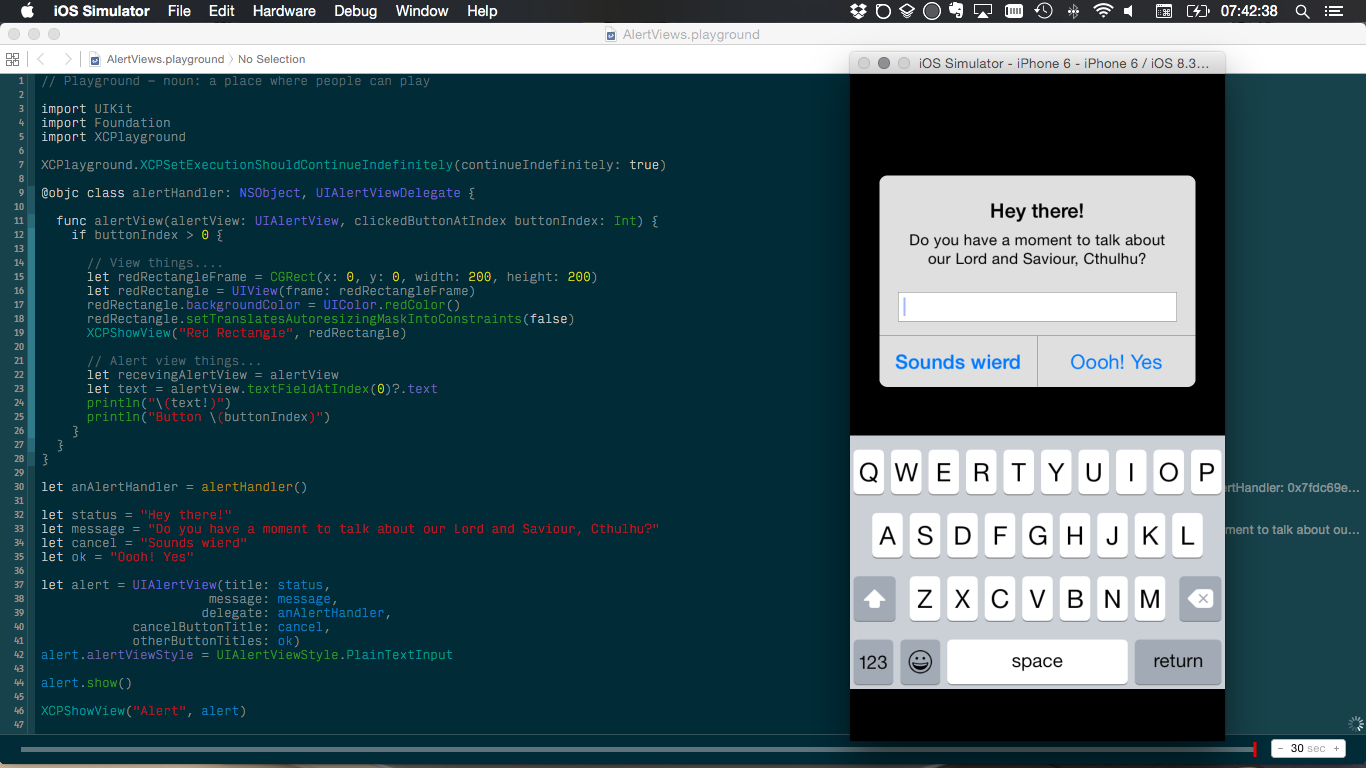 iOS Simulator File Edit Hardware Debug Window Help 07:42:38
AlertViews.playground
AlertViews.playground 〉 No Selection
1 // Playground - noun: a place where people can play
2
3 import UIKit
4 import Foundation
5 import XCPlayground
6
7 XCPlayground.XCPSetExecutionShouldContinueIndefinitely(continueIndefinitely: true)
8
9 @objc class alertHandler: NSObject, UIAlertViewDelegate {
10
11 func alertView(alertView: UIAlertView, clickedButtonAtIndex buttonIndex: Int) {
12 if buttonIndex > 0 {
13
14 // View things....
15 let redRectangleFrame = CGRect(x: 0, y: 0, width: 200, height: 200)
16 let redRectangle = UIView(frame: redRectangleFrame)
17 redRectangle.backgroundColor = UIColor.redColor()
18 redRectangle.setTranslatesAutoresizingMaskIntoConstraints(false)
19 XCPShowView("Red Rectangle", redRectangle)
20
21 // Alert view things...
22 let recevingAlertView = alertView
23 let text = alertView.textFieldAtIndex(0)?.text
24 println("\(text!)")
25 println("Button \(buttonIndex)")
26 }
27 }
28 }
29
30 let anAlertHandler = alertHandler()
31
32 let status = "Hey there!"
33 let message = "Do you have a moment to talk about our Lord and Saviour, Cthulhu?"
34 let cancel = "Sounds wierd"
35 let ok = "Oooh! Yes"
36
37 let alert = UIAlertView(title: status,
38 message: message,
39 delegate: anAlertHandler,
40 cancelButtonTitle: cancel,
41 otherButtonTitles: ok)
42 alert.alertViewStyle = UIAlertViewStyle.PlainTextInput
43
44 alert.show()
45
46 XCPShowView("Alert", alert)
47
iOS Simulator - iPhone 6 - iPhone 6 / iOS 8.3...
Hey there!
Do you have a moment to talk about
our Lord and Saviour, Cthulhu?
Sounds wierd Oooh! Yes
Q W E R T Y U I O P
A S D F G H J K L
Z X C V B N M
123 space return
rtHandler: 0x7fdc69e...
ment to talk about ou...
- 30 sec +